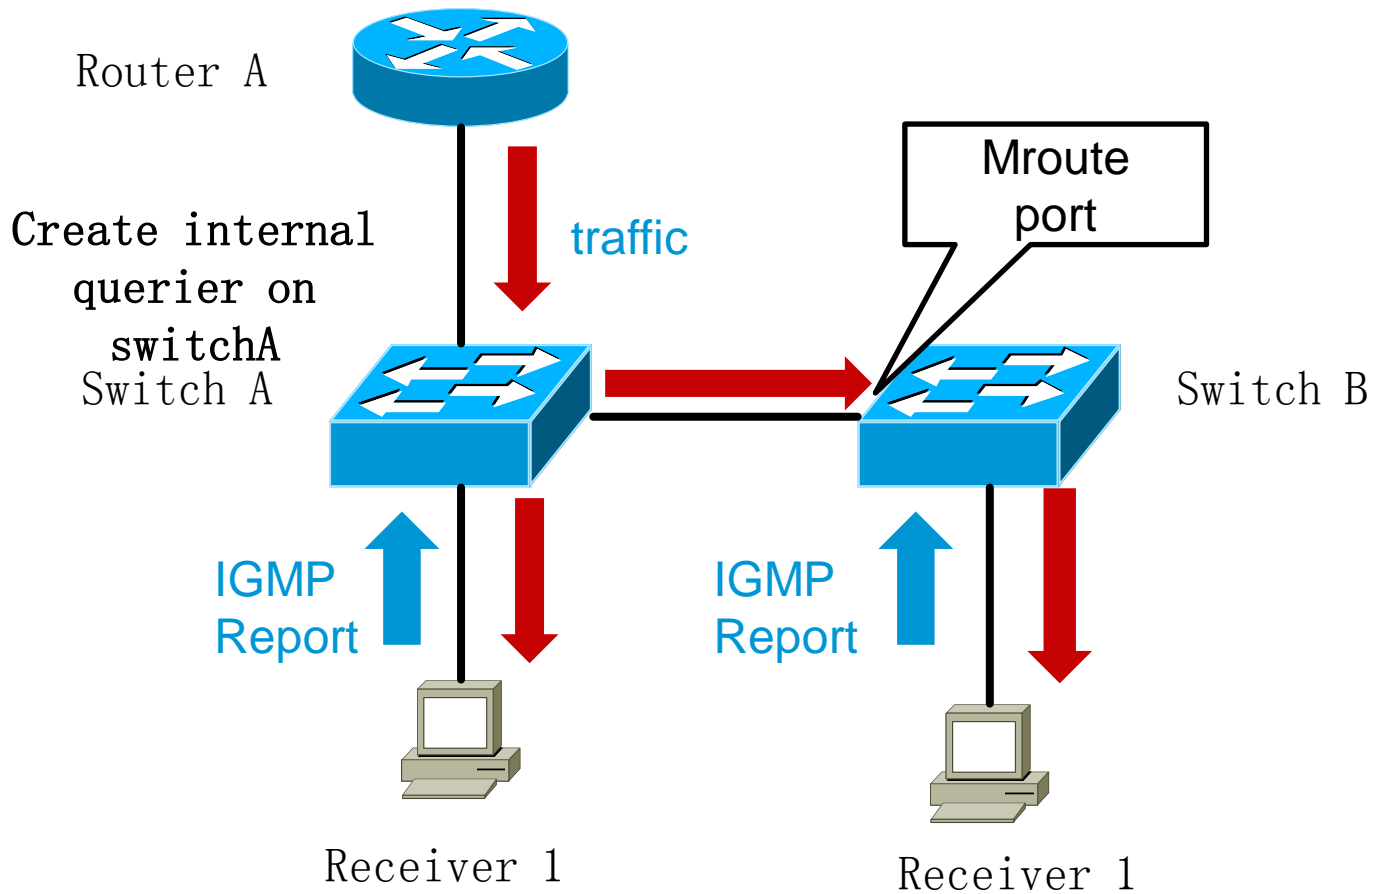 Router A
Mroute
port
Create internal
querier on
switchA
traffic
Switch A
Switch B
IGMP
Report
IGMP
Report
Receiver 1
Receiver 1